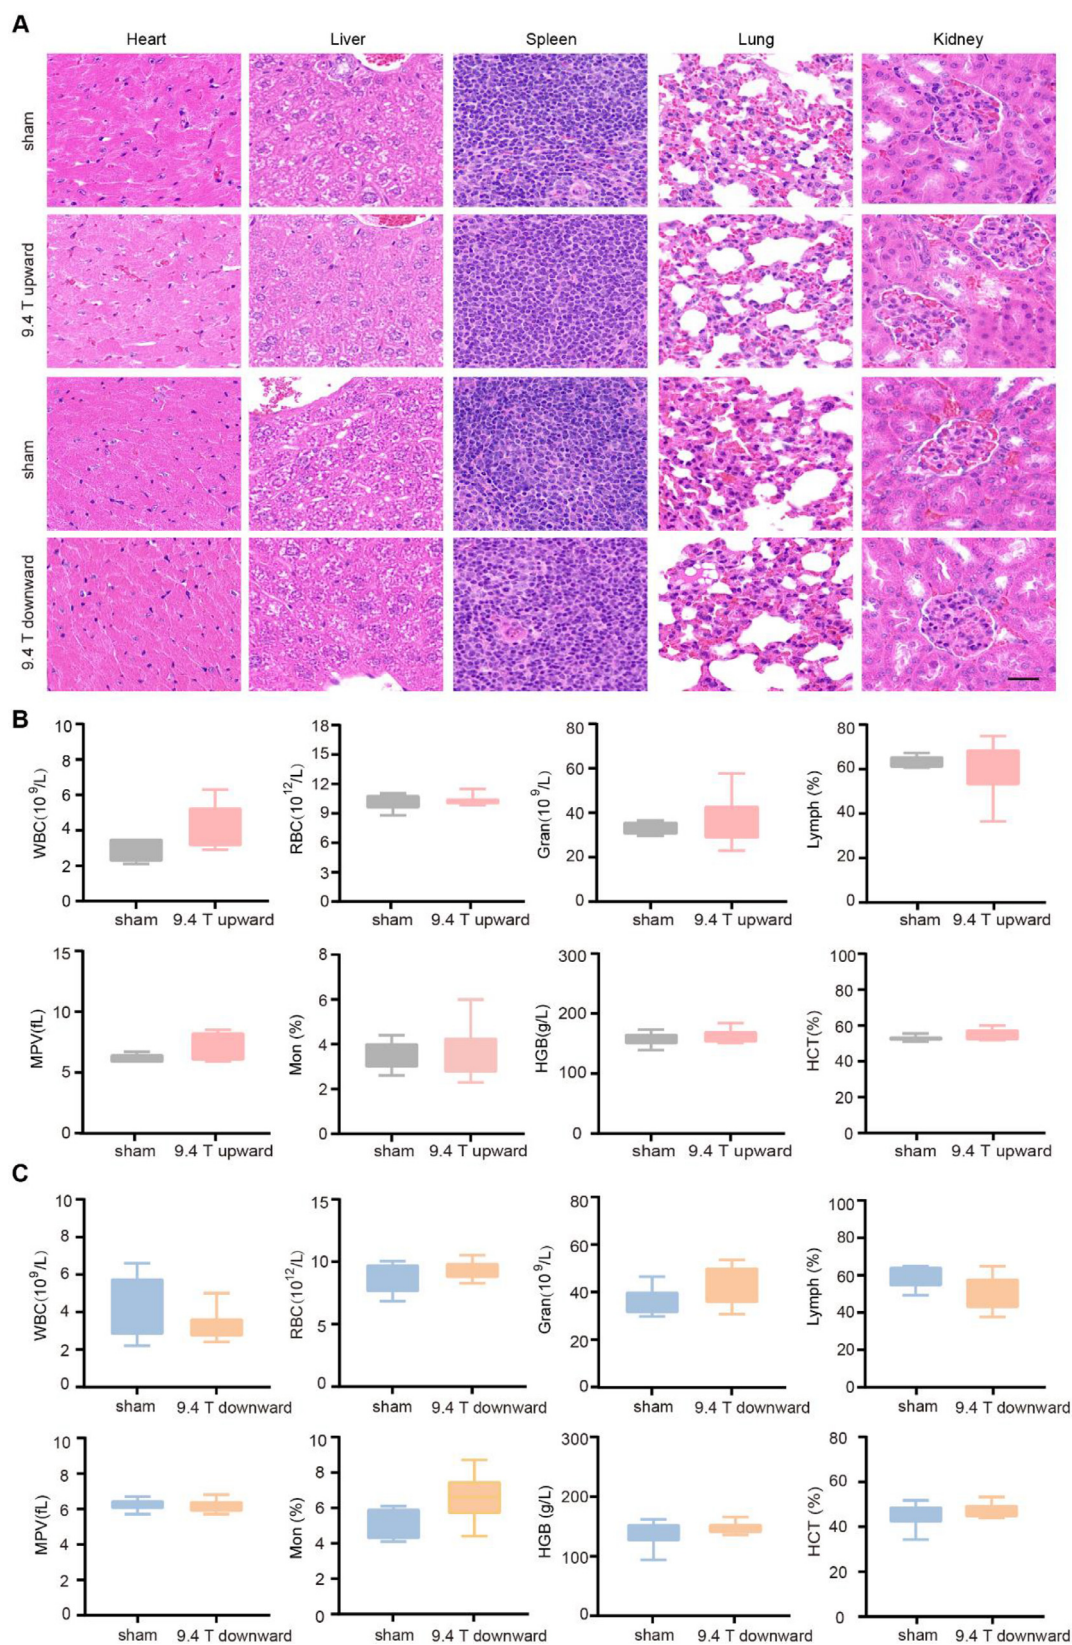 A
Heart Liver Spleen Lung Kidney
sham
9.4 T upward
sham
9.4 T downward
B
WBC(10⁹/L)
10
8
6
4
2
0
sham 9.4 T upward
RBC(10¹²/L)
18
15
12
9
6
3
0
sham 9.4 T upward
Gran(10⁹/L)
80
60
40
20
0
sham 9.4 T upward
Lymph (%)
80
60
40
20
0
sham 9.4 T upward
MPV(fL)
15
10
5
0
sham 9.4 T upward
Mon (%)
8
6
4
2
0
sham 9.4 T upward
HGB(g/L)
300
200
100
0
sham 9.4 T upward
HCT(%)
100
80
60
40
20
0
sham 9.4 T upward
C
WBC(10⁹/L)
10
8
6
4
2
0
sham 9.4 T downward
RBC(10¹²/L)
15
10
5
0
sham 9.4 T downward
Gran(10⁹/L)
80
60
40
20
0
sham 9.4 T downward
Lymph (%)
100
80
60
40
20
0
sham 9.4 T downward
MPV(fL)
10
8
6
4
2
0
sham 9.4 T downward
Mon (%)
10
8
6
4
2
0
sham 9.4 T downward
HGB (g/L)
300
200
100
0
sham 9.4 T downward
HCT (%)
80
60
40
20
0
sham 9.4 T downward